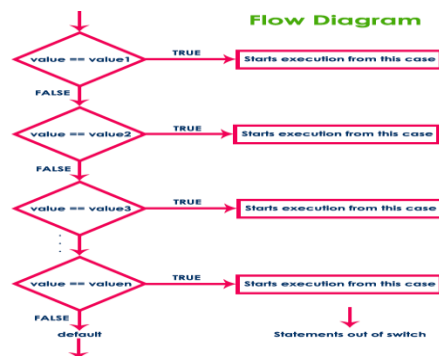 Flow Diagram
value == value1
TRUE
Starts execution from this case
FALSE
value == value2
TRUE
Starts execution from this case
FALSE
value == value3
TRUE
Starts execution from this case
value == valuen
TRUE
Starts execution from this case
FALSE
default
Statements out of switch